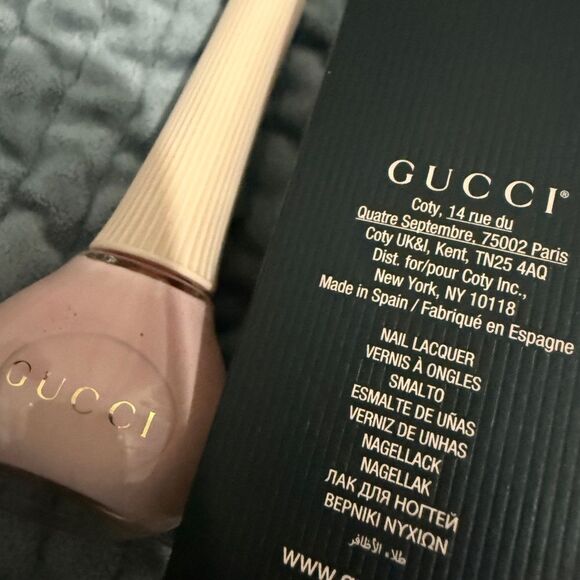 GUCCI
GUCCI®
Coty, 14 rue du
Quatre Septembre, 75002 Paris
Coty UK&I, Kent, TN25 4AQ
Dist. for/pour Coty Inc.,
New York, NY 10118
Made in Spain / Fabriqué en Espagne
NAIL LACQUER
VERNIS À ONGLES
SMALTO
ESMALTE DE UÑAS
VERNIZ DE UNHAS
NAGELLACK
NAGELLAK
ЛАК ДЛЯ НОГТЕЙ
ΒΕΡΝΙΚΙ ΝΥΧΙΩΝ
طلاء الأظافر
www.g